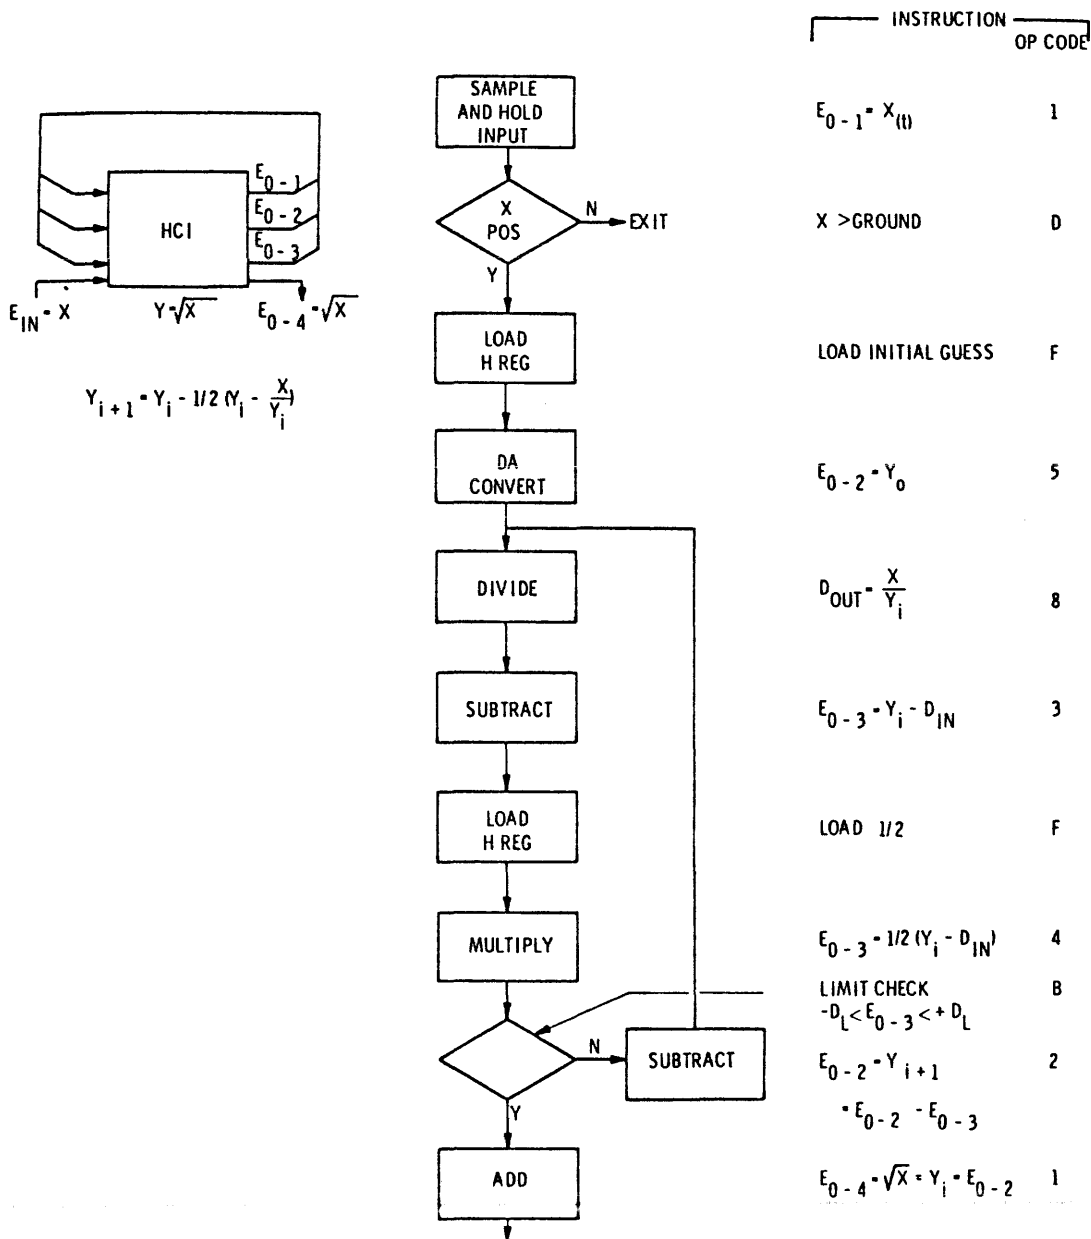 INSTRUCTION
OP CODE
SAMPLE
AND HOLD
INPUT
E0-1 = X(t) 1
X
POS
N
EXIT
Y
X >GROUND D
LOAD
H REG
LOAD INITIAL GUESS F
DA
CONVERT
E0-2 = Yo 5
DIVIDE
DOUT = X/Yi 8
SUBTRACT
E0-3 = Yi - DIN 3
LOAD
H REG
LOAD 1/2 F
MULTIPLY
E0-3 = 1/2 (Yi - DIN) 4
LIMIT CHECK B
-DL < E0-3 < + DL
N
SUBTRACT
E0-2 = Yi+1 2
= E0-2 - E0-3
Y
ADD
E0-4 = √X = Yi = E0-2 1
HCI
E0-1
E0-2
E0-3
EIN = X
Y=√X
E0-4 = √X
Yi+1 = Yi - 1/2 (Yi - X/Yi)